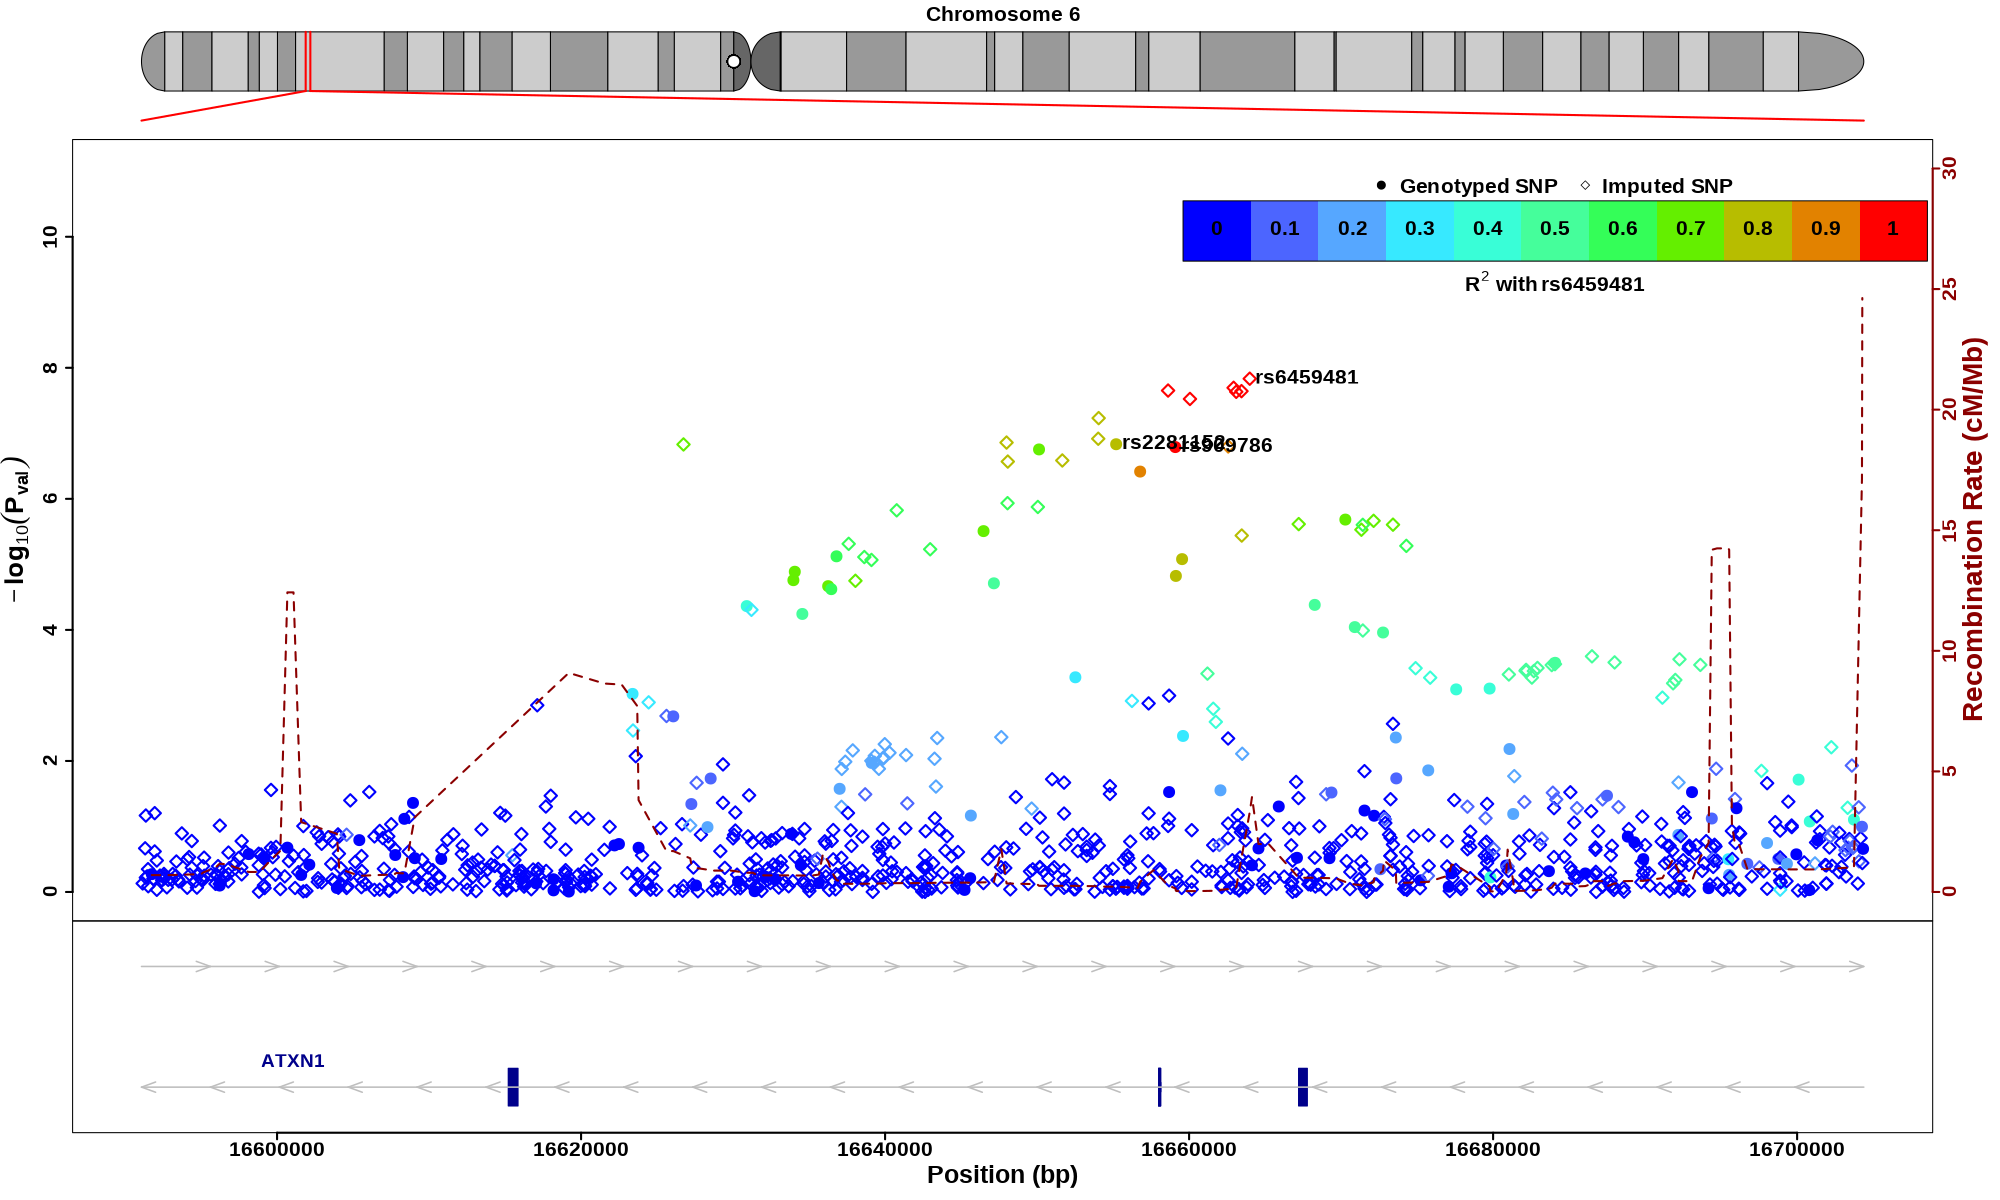 Chromosome 6
Genotyped SNP Imputed SNP
0 0.1 0.2 0.3 0.4 0.5 0.6 0.7 0.8 0.9 1
R² with rs6459481
rs6459481
rs2281152
rs909786
−log₁₀(Pval)
0 2 4 6 8 10
Recombination Rate (cM/Mb)
0 5 10 15 20 25 30
ATXN1
16600000 16620000 16640000 16660000 16680000 16700000
Position (bp)